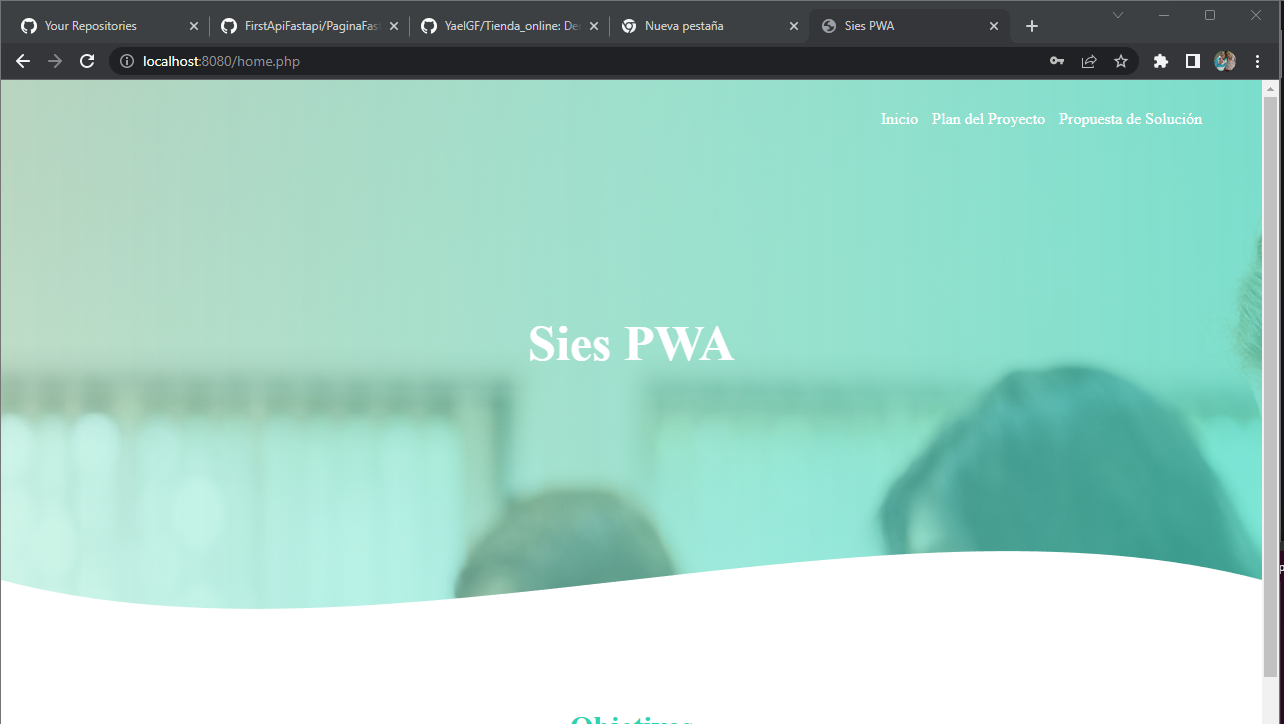 Your Repositories
FirstApiFastapi/PaginaFast
YaelGF/Tienda_online: De
Nueva pestaña
Sies PWA
localhost:8080/home.php
Inicio Plan del Proyecto Propuesta de Solución
Sies PWA
Objetivos